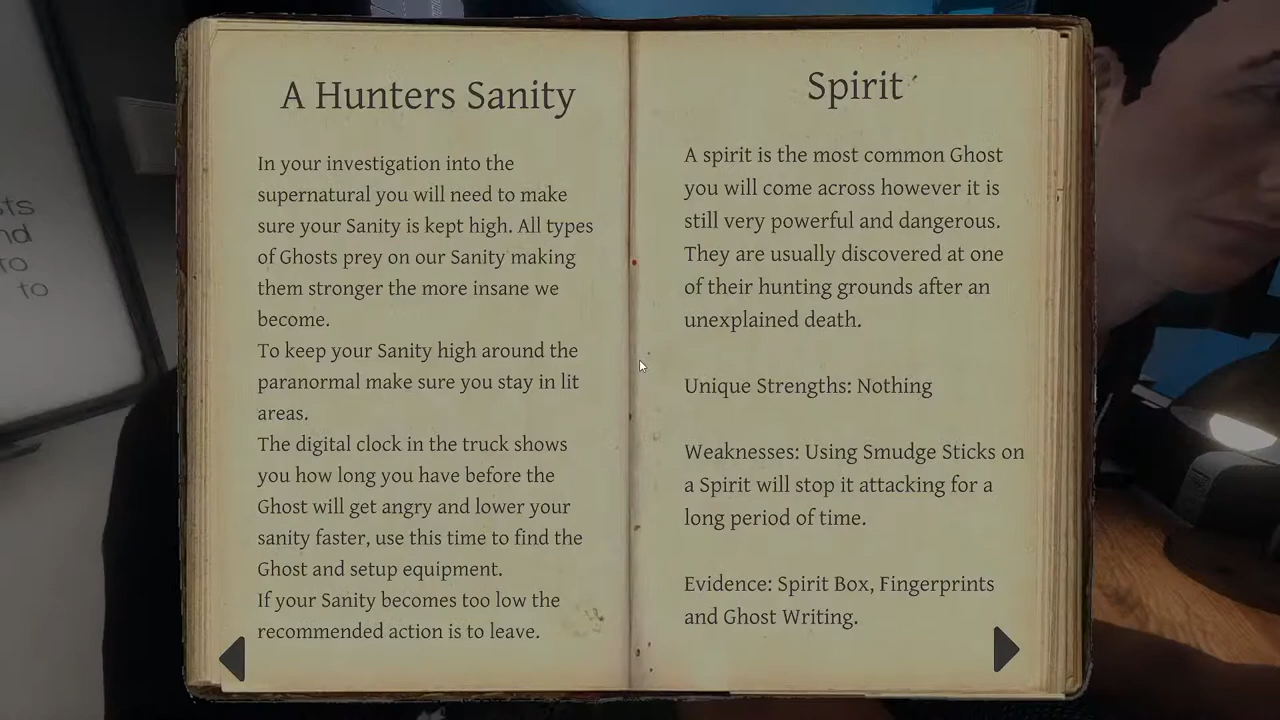 sts
nd
to
to
A Hunters Sanity
In your investigation into the
supernatural you will need to make
sure your Sanity is kept high. All types
of Ghosts prey on our Sanity making
them stronger the more insane we
become.
To keep your Sanity high around the
paranormal make sure you stay in lit
areas.
The digital clock in the truck shows
you how long you have before the
Ghost will get angry and lower your
sanity faster, use this time to find the
Ghost and setup equipment.
If your Sanity becomes too low the
recommended action is to leave.
Spirit
A spirit is the most common Ghost
you will come across however it is
still very powerful and dangerous.
They are usually discovered at one
of their hunting grounds after an
unexplained death.
Unique Strengths: Nothing
Weaknesses: Using Smudge Sticks on
a Spirit will stop it attacking for a
long period of time.
Evidence: Spirit Box, Fingerprints
and Ghost Writing.